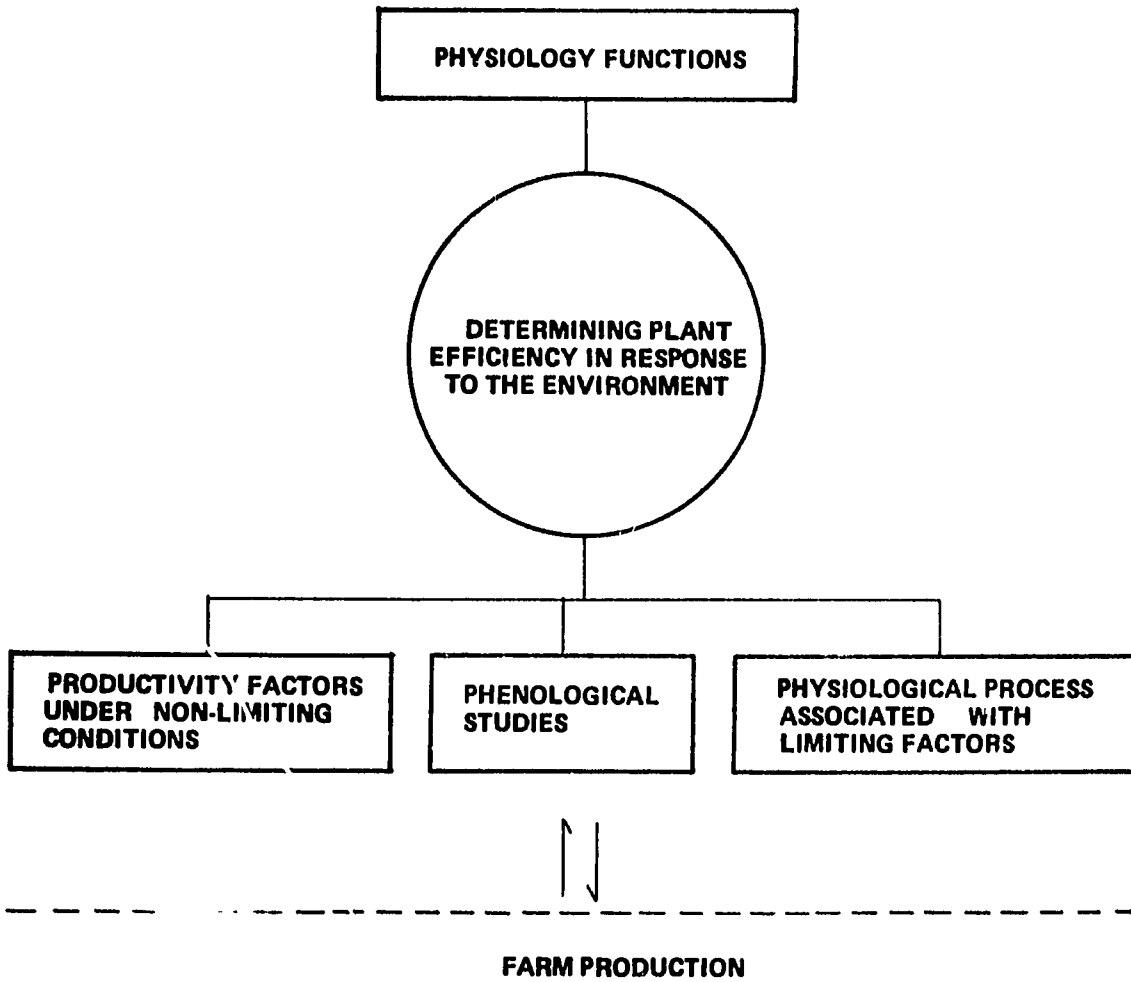 PHYSIOLOGY FUNCTIONS
DETERMINING PLANT
EFFICIENCY IN RESPONSE
TO THE ENVIRONMENT
PRODUCTIVITY FACTORS
UNDER NON-LIMITING
CONDITIONS
PHENOLOGICAL
STUDIES
PHYSIOLOGICAL PROCESS
ASSOCIATED WITH
LIMITING FACTORS
FARM PRODUCTION